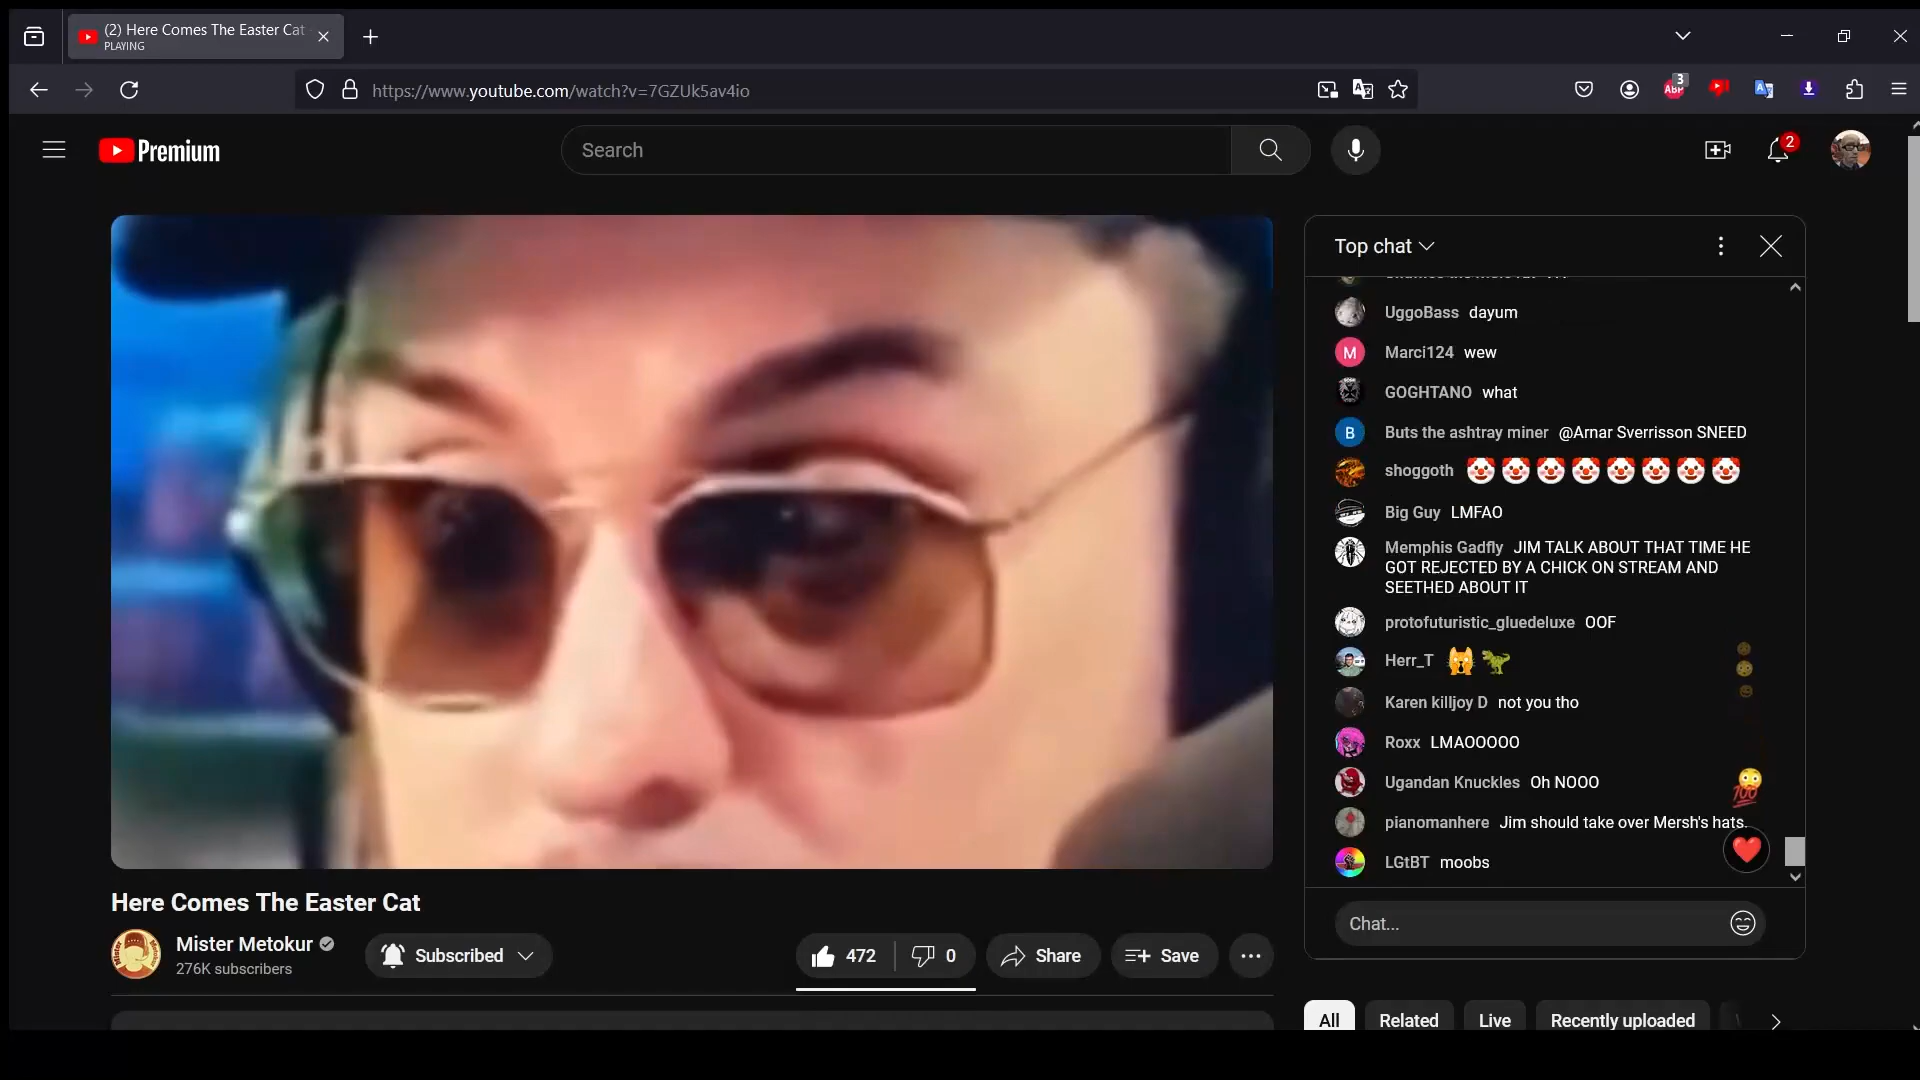 (2) Here Comes The Easter Cat
PLAYING
https://www.youtube.com/watch?v=7GZUk5av4io
3
ABP
Premium
Search
2
Top chat
UggoBass dayum
M Marci124 wew
GOGHTANO what
B Buts the ashtray miner @Arnar Sverrisson SNEED
shoggoth 🤡🤡🤡🤡🤡🤡🤡🤡
Big Guy LMFAO
Memphis Gadfly JIM TALK ABOUT THAT TIME HE
GOT REJECTED BY A CHICK ON STREAM AND
SEETHED ABOUT IT
protofuturistic_gluedeluxe OOF
Herr_T 🙀🦖
Karen killjoy D not you tho
Roxx LMAOOOOO
Ugandan Knuckles Oh NOOO
pianomanhere Jim should take over Mersh's hats.
LGtBT moobs
Chat...
Here Comes The Easter Cat
Mister Metokur
276K subscribers
Subscribed
472
0
Share
Save
All
Related
Live
Recently uploaded